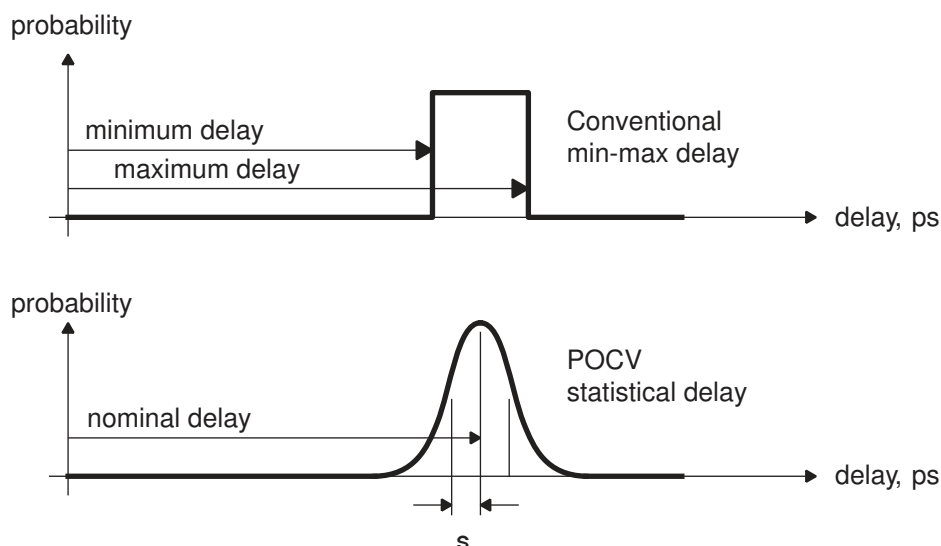 probability
minimum delay
maximum delay
Conventional
min-max delay
delay, ps
probability
POCV
statistical delay
nominal delay
delay, ps
s